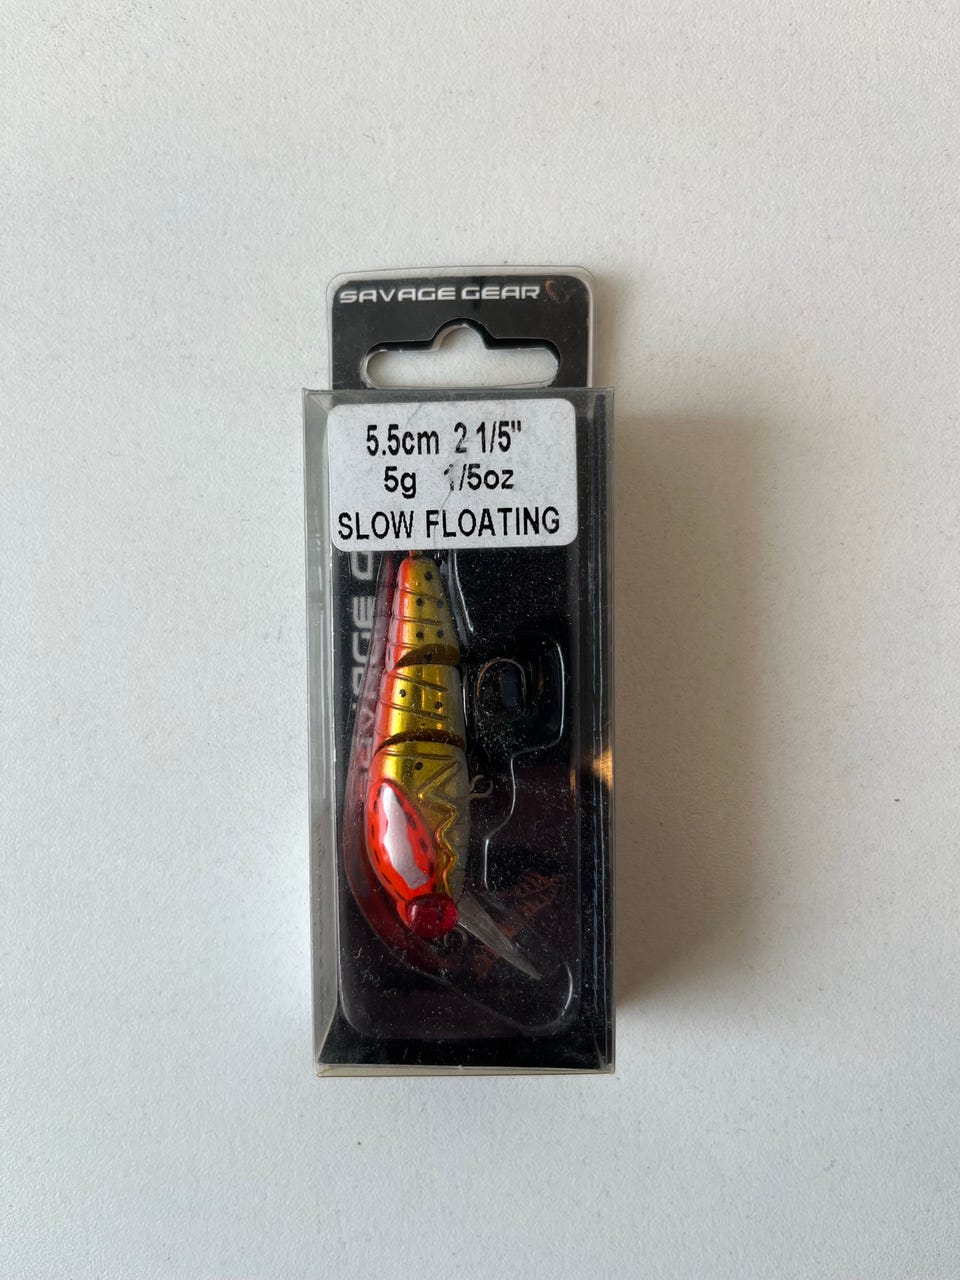 SAVAGE GEAR
5.5cm 2 1/5"
5g 1/5oz
SLOW FLOATING